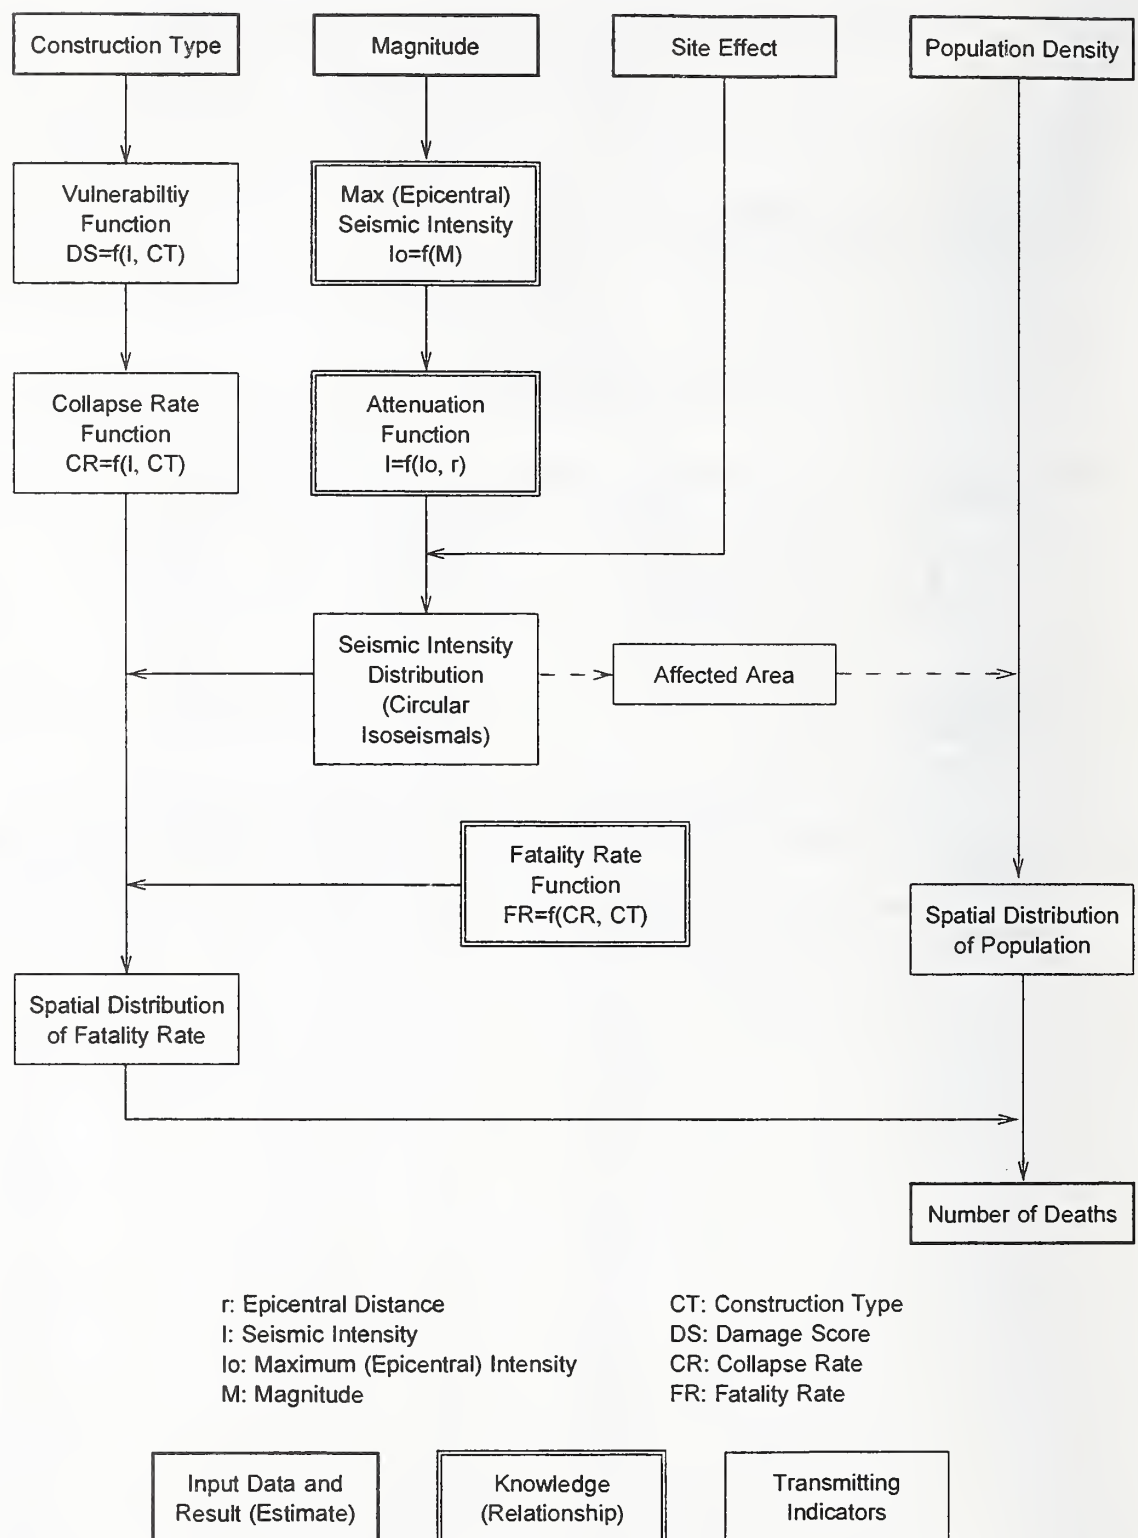 Construction Type
Magnitude
Site Effect
Population Density
Vulnerabiltiy
Function
DS=f(I, CT)
Max (Epicentral)
Seismic Intensity
Io=f(M)
Collapse Rate
Function
CR=f(I, CT)
Attenuation
Function
I=f(Io, r)
Seismic Intensity
Distribution
(Circular
Isoseismals)
Affected Area
Fatality Rate
Function
FR=f(CR, CT)
Spatial Distribution
of Population
Spatial Distribution
of Fatality Rate
Number of Deaths
r: Epicentral Distance
I: Seismic Intensity
Io: Maximum (Epicentral) Intensity
M: Magnitude
CT: Construction Type
DS: Damage Score
CR: Collapse Rate
FR: Fatality Rate
Input Data and
Result (Estimate)
Knowledge
(Relationship)
Transmitting
Indicators